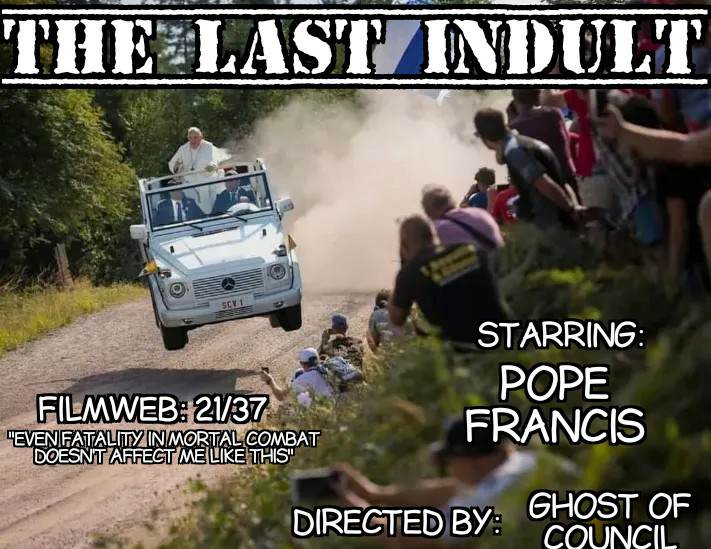 THE LAST INDULT
SCV 1
STARRING:
POPE
FRANCIS
FILMWEB: 21/37
"EVEN FATALITY IN MORTAL COMBAT
DOESN'T AFFECT ME LIKE THIS"
DIRECTED BY:
GHOST OF
COUNCIL